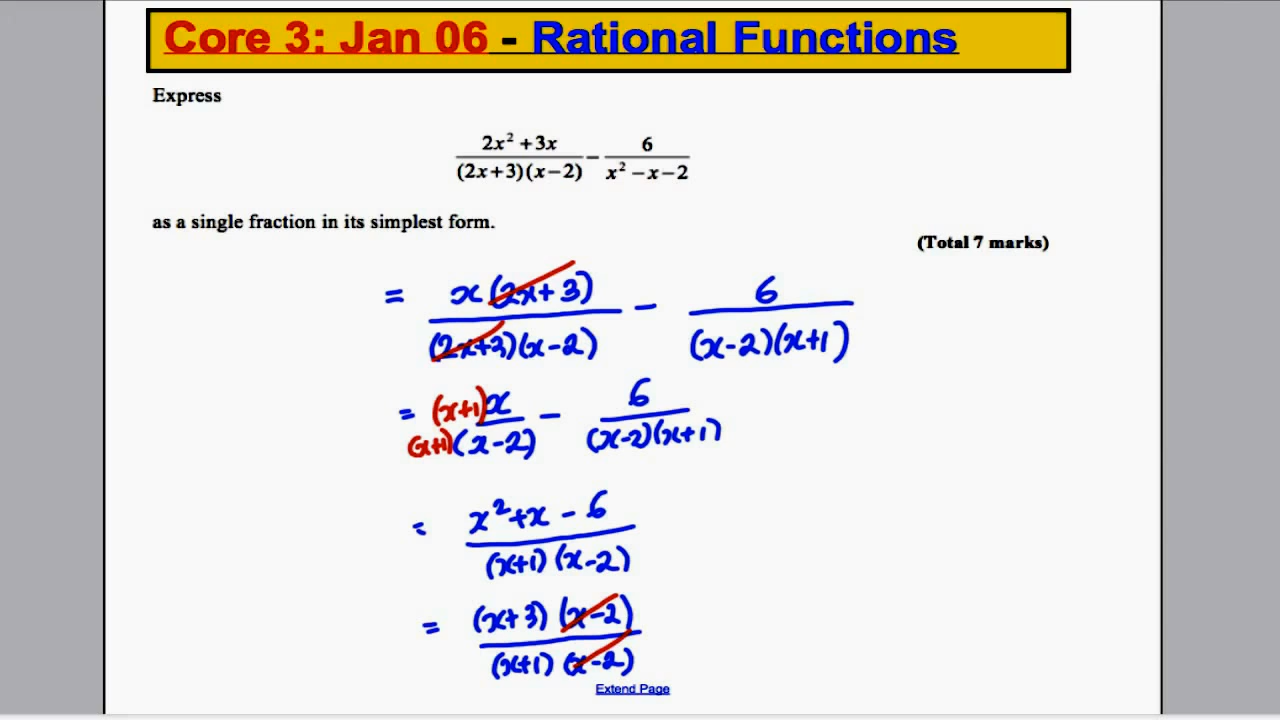 Core 3: Jan 06 - Rational Functions
Express
2x² + 3x / (2x+3)(x−2) − 6 / x² − x − 2
as a single fraction in its simplest form.
(Total 7 marks)
= x(2x+3) / (2x+3)(x−2) − 6 / (x−2)(x+1)
= (x+1)x / (x+1)(x−2) − 6 / (x−2)(x+1)
= x² + x − 6 / (x+1)(x−2)
= (x+3)(x−2) / (x+1)(x−2)
Extend Page